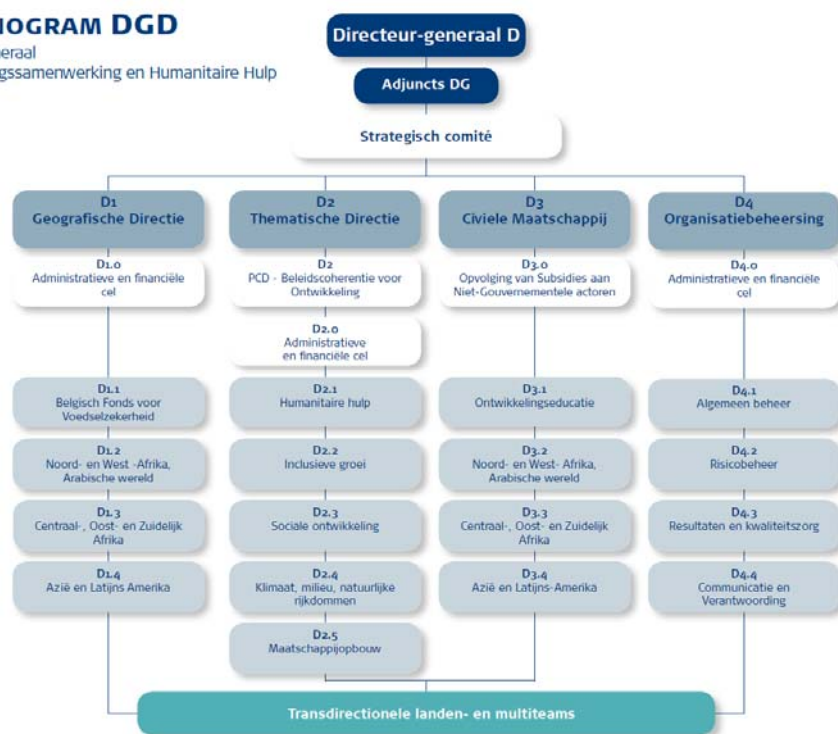 DGD
Directeur-generaal D
Adjuncts DG
Strategisch comité
D1
Geografische Directie
D1.0
Administratieve en financiële
cel
D1.1
Belgisch Fonds voor
Voedselzekerheid
D1.2
Noord- en West -Afrika,
Arabische wereld
D1.3
Centraal-, Oost- en Zuidelijk
Afrika
D1.4
Azië en Latijns Amerika
D2
Thematische Directie
D2
PCD - Beleidscoherentie voor
Ontwikkeling
D2.0
Administratieve
en financiële cel
D2.1
Humanitaire hulp
D2.2
Inclusieve groei
D2.3
Sociale ontwikkeling
D2.4
Klimaat, milieu, natuurlijke
rijkdommen
D2.5
Maatschappijopbouw
D3
Civiele Maatschappij
D3.0
Opvolging van Subsidies aan
Niet-Gouvernementele actoren
D3.1
Ontwikkelingseducatie
D3.2
Noord- en West- Afrika,
Arabische wereld
D3.3
Centraal-, Oost- en Zuidelijk
Afrika
D3.4
Azië en Latijns-Amerika
D4
Organisatiebeheersing
D4.0
Administratieve en financiële
cel
D4.1
Algemeen beheer
D4.2
Risicobeheer
D4.3
Resultaten en kwaliteitszorg
D4.4
Communicatie en
Verantwoording
en Humanitaire Hulp
Transdirectionele landen- en multiteams